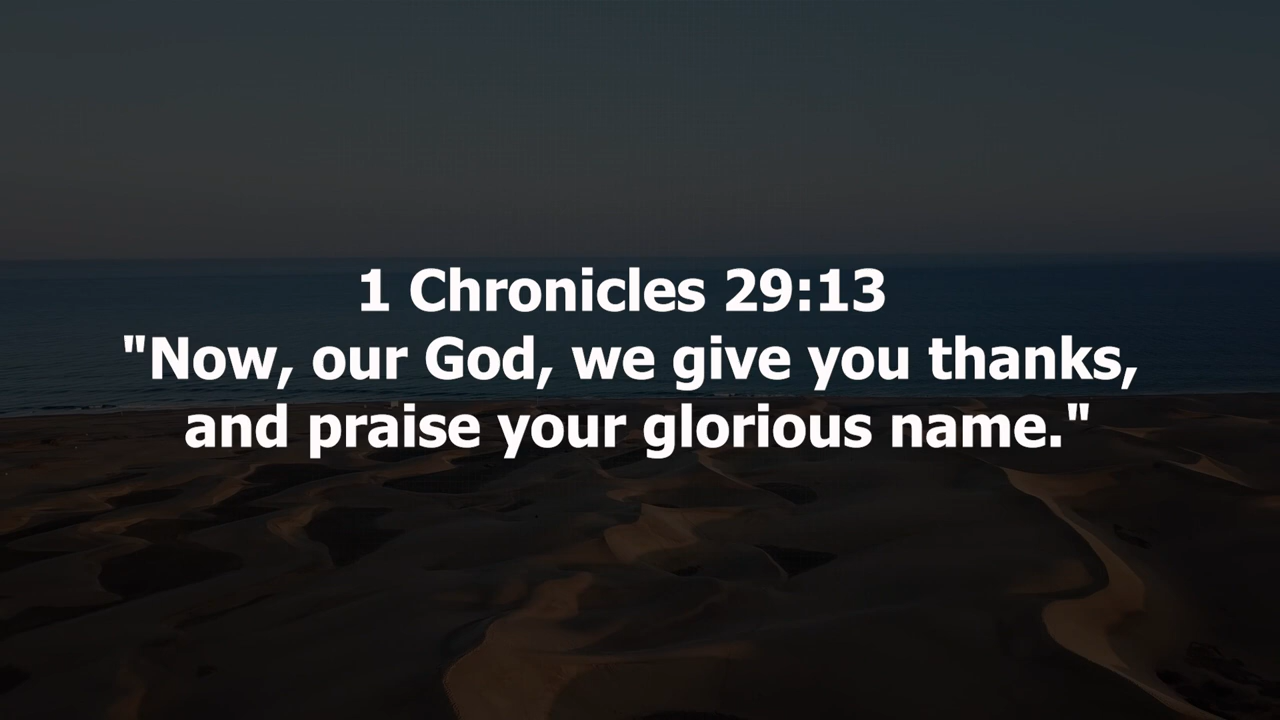 1 Chronicles 29:13
"Now, our God, we give you thanks,
and praise your glorious name."